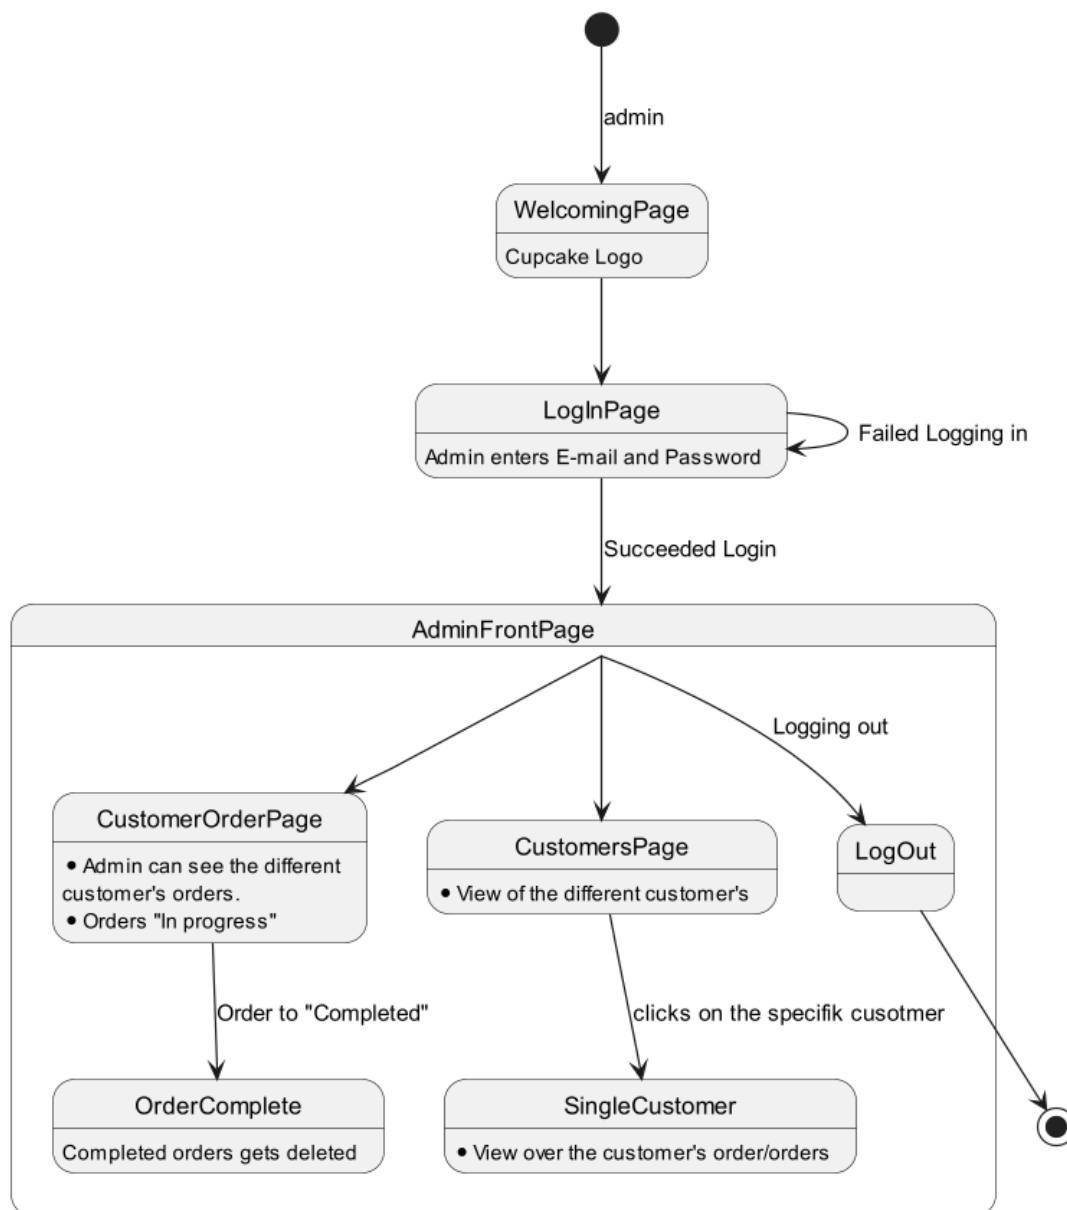 admin
WelcomingPage
Cupcake Logo
LogInPage
Admin enters E-mail and Password
Failed Logging in
Succeeded Login
AdminFrontPage
Logging out
CustomerOrderPage
• Admin can see the different
customer's orders.
• Orders "In progress"
CustomersPage
• View of the different customer's
LogOut
Order to "Completed"
clicks on the specifik cusotmer
OrderComplete
Completed orders gets deleted
SingleCustomer
• View over the customer's order/orders